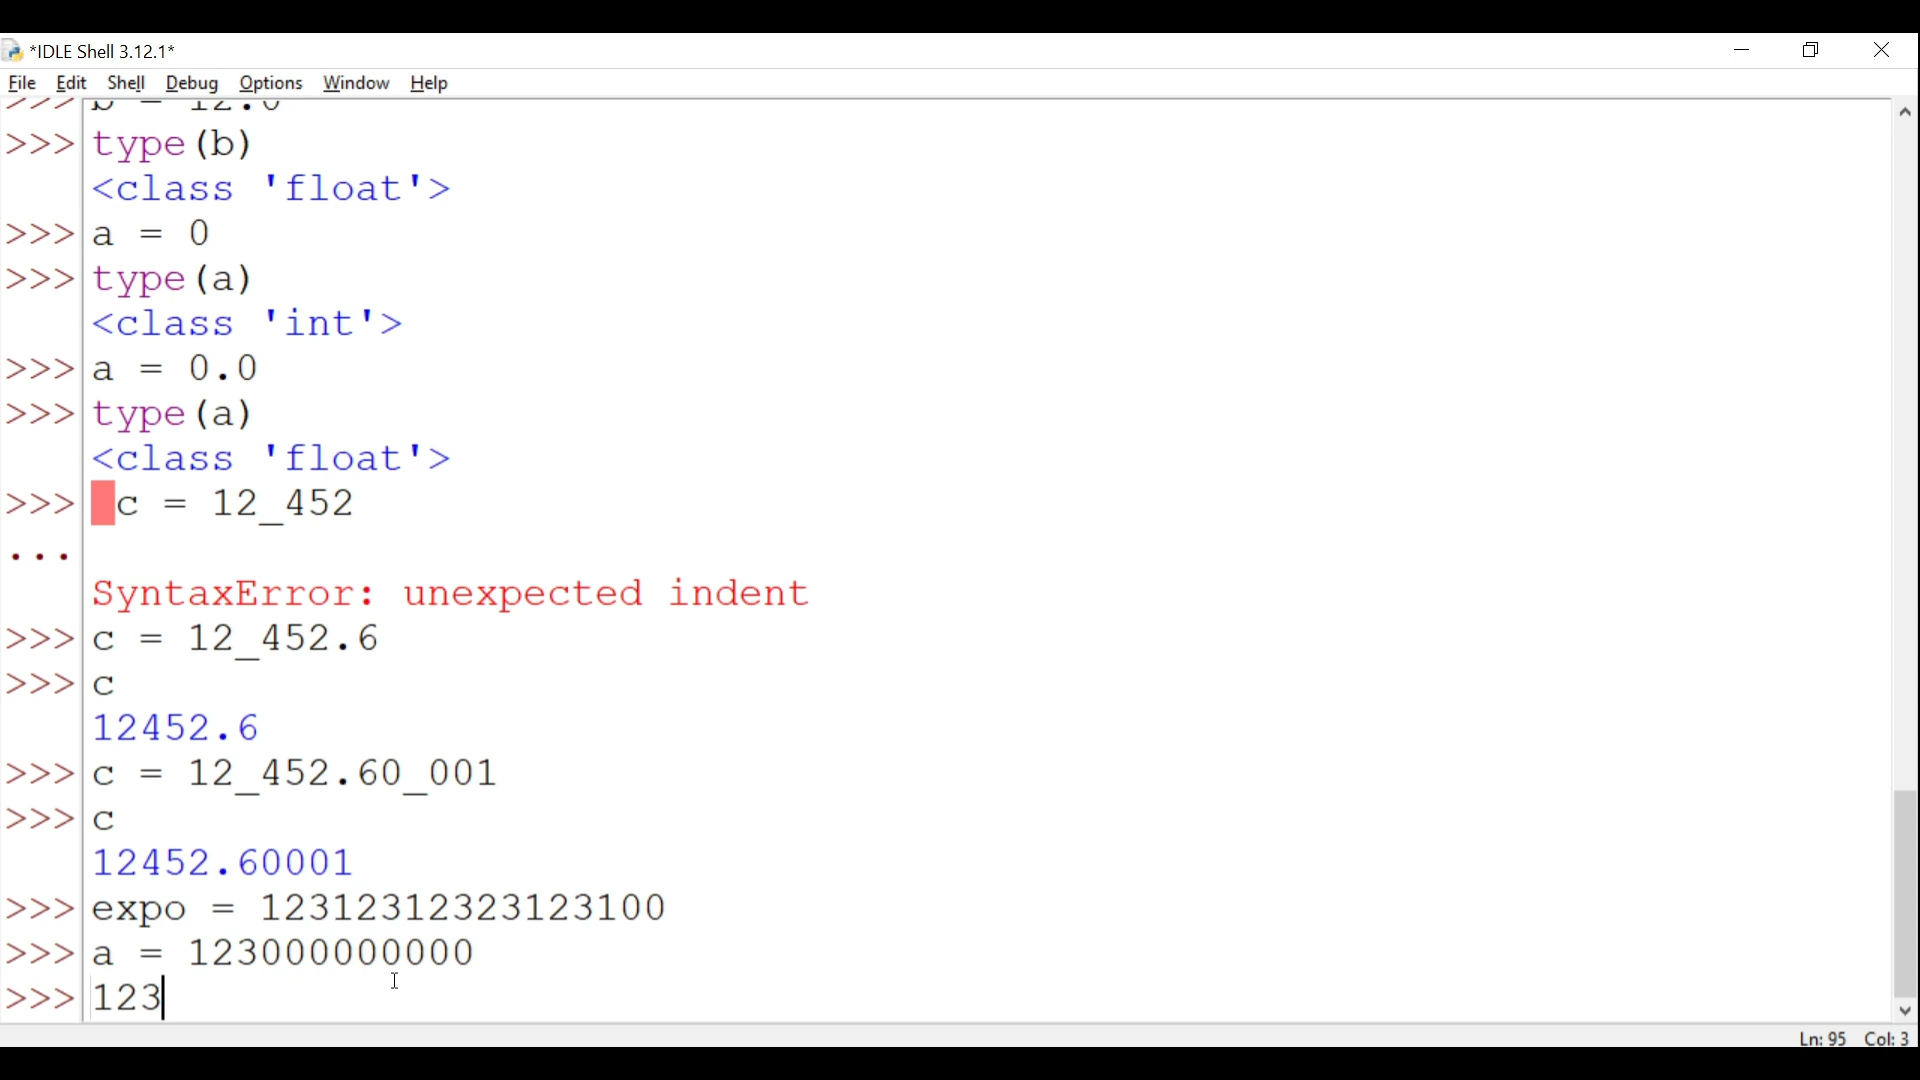 *IDLE Shell 3.12.1*
File Edit Shell Debug Options Window Help
>>> b = 12.0
>>> type(b)
<class 'float'>
>>> a = 0
>>> type(a)
<class 'int'>
>>> a = 0.0
>>> type(a)
<class 'float'>
>>>  c = 12_452
...
SyntaxError: unexpected indent
>>> c = 12_452.6
>>> c
12452.6
>>> c = 12_452.60_001
>>> c
12452.60001
>>> expo = 12312312323123100
>>> a = 123000000000
>>> 123
Ln: 95 Col: 3